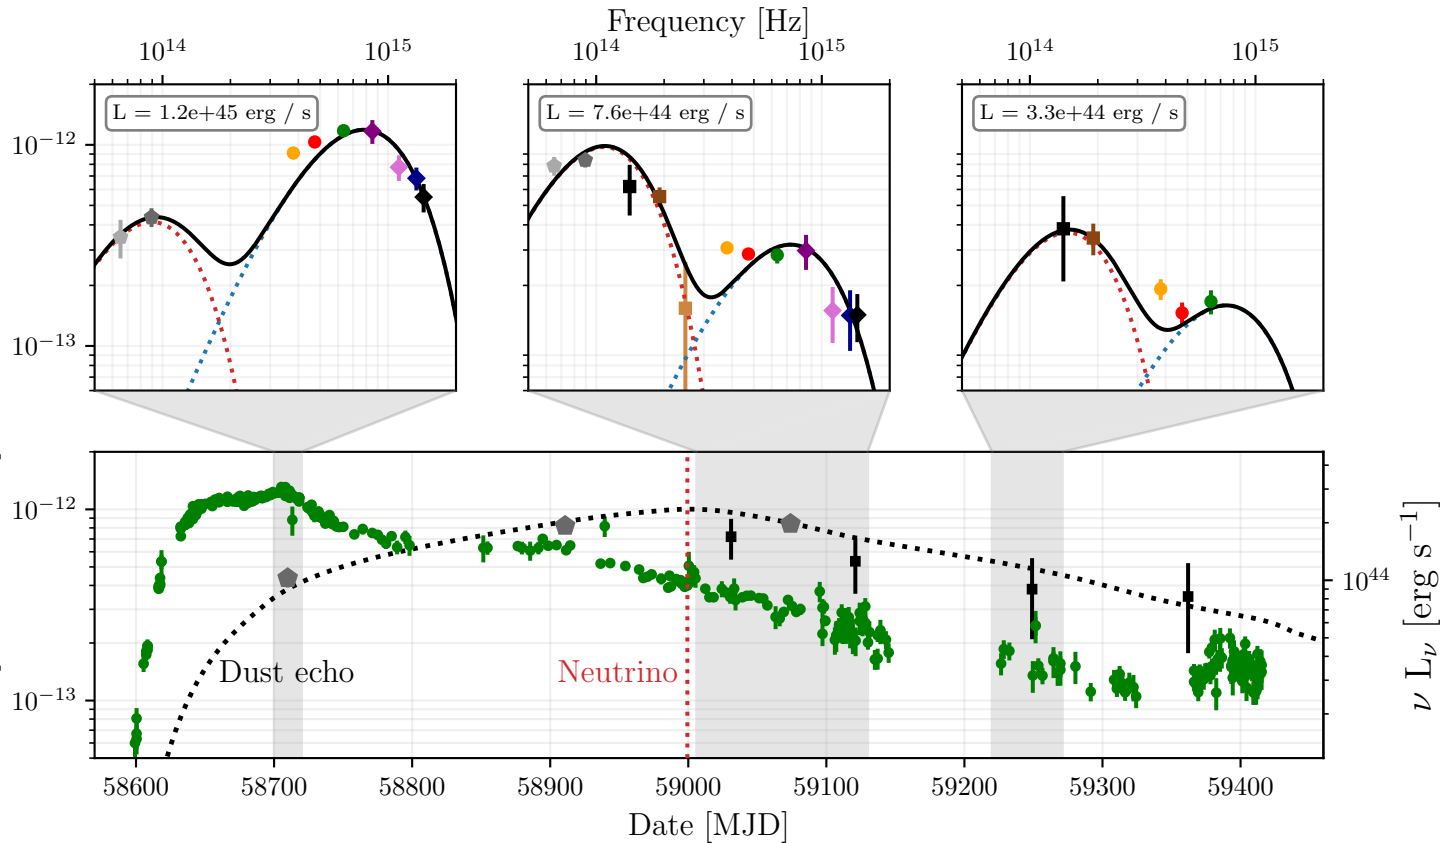 Frequency [Hz]
10^14 10^15 10^14 10^15 10^14 10^15
L = 1.2e+45 erg / s L = 7.6e+44 erg / s L = 3.3e+44 erg / s
10^−12
10^−13
10^−12
10^−13
10^44
ν L_ν [erg s^−1]
Dust echo
Neutrino
58600 58700 58800 58900 59000 59100 59200 59300 59400
Date [MJD]